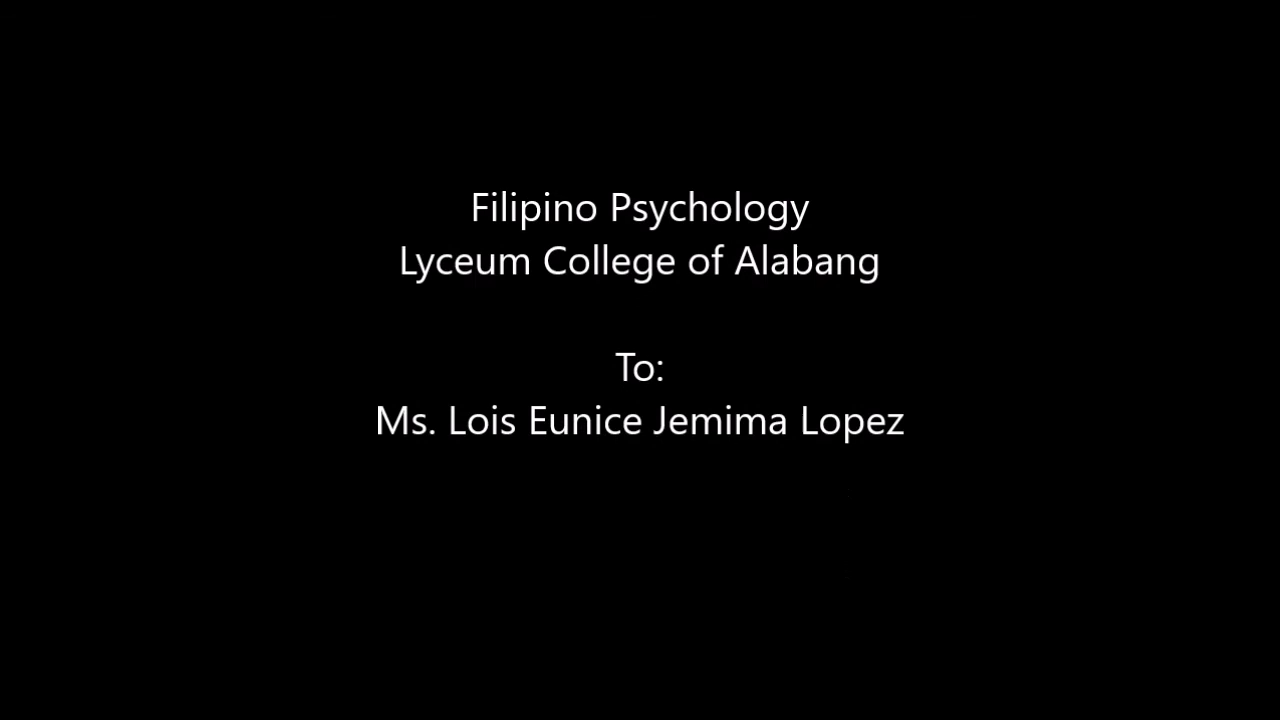 Filipino Psychology
Lyceum College of Alabang
To:
Ms. Lois Eunice Jemima Lopez